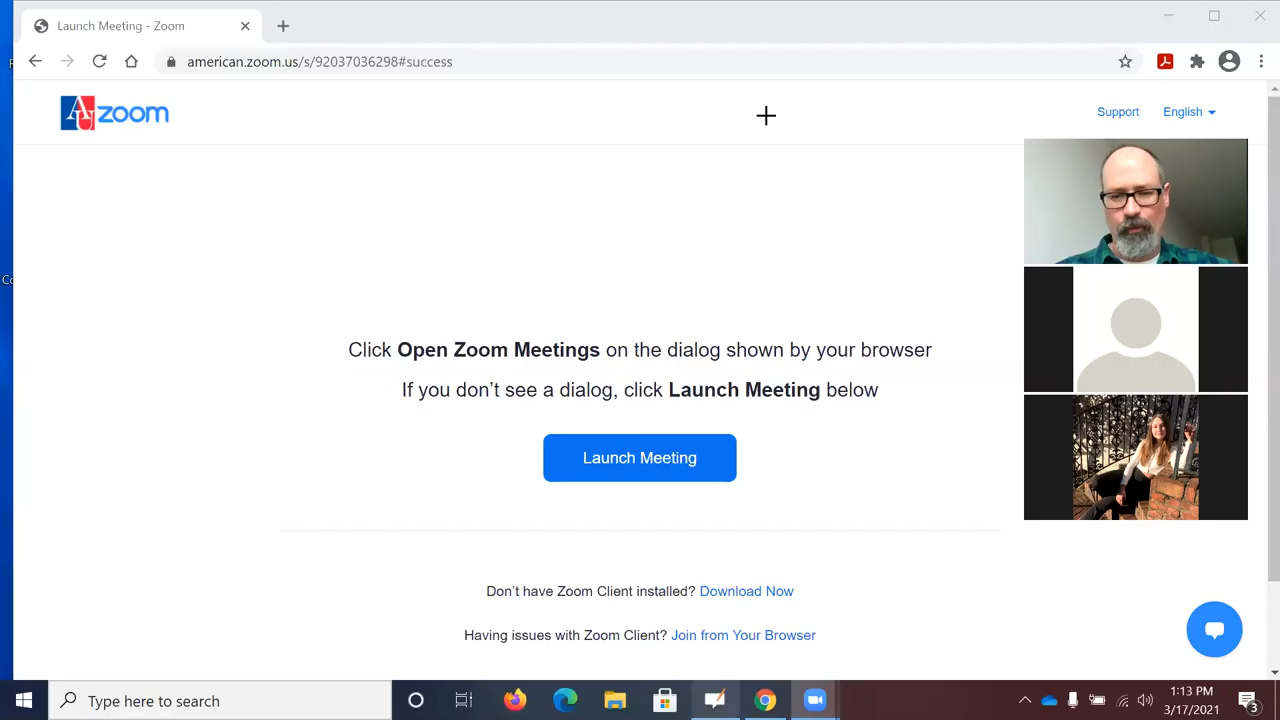 Launch Meeting - Zoom
american.zoom.us/s/92037036298#success
AU zoom
Support
English
Click Open Zoom Meetings on the dialog shown by your browser
If you don't see a dialog, click Launch Meeting below
Launch Meeting
Don't have Zoom Client installed? Download Now
Having issues with Zoom Client? Join from Your Browser
Type here to search
1:13 PM
3/17/2021
3